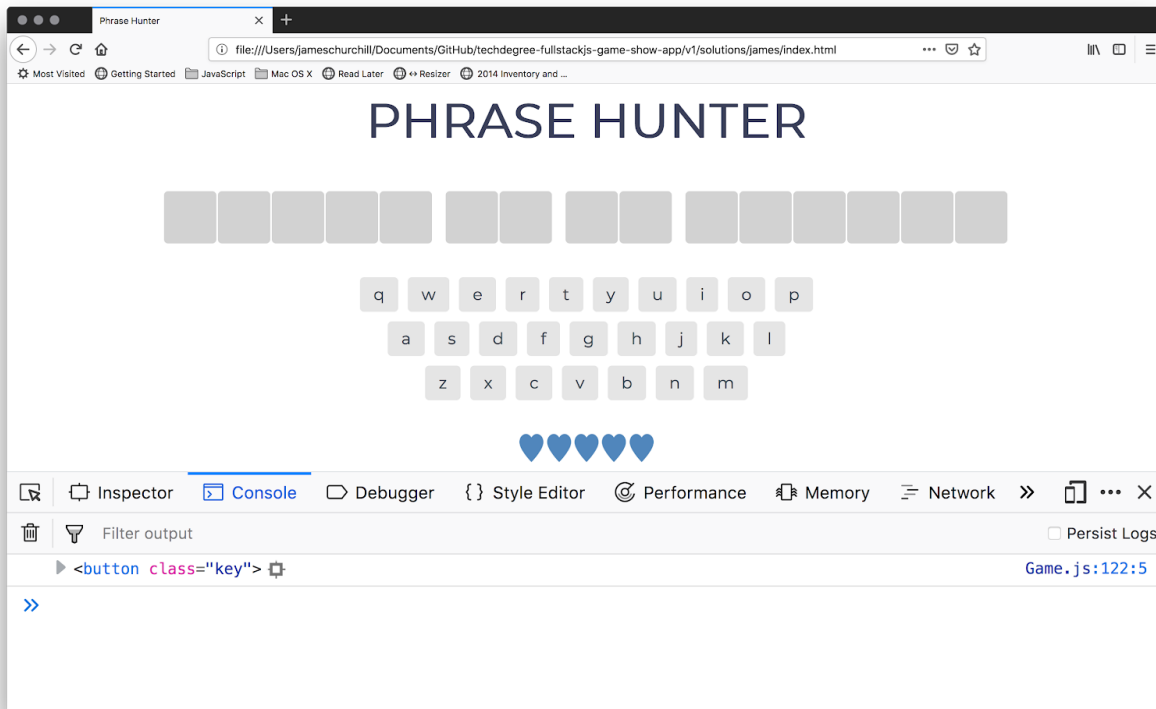 Phrase Hunter
file:///Users/jameschurchill/Documents/GitHub/techdegree-fullstackjs-game-show-app/v1/solutions/james/index.html
Most Visited Getting Started JavaScript Mac OS X Read Later ↔ Resizer 2014 Inventory and ...
PHRASE HUNTER
q w e r t y u i o p
a s d f g h j k l
z x c v b n m
Inspector Console Debugger { } Style Editor Performance Memory Network
Filter output Persist Logs
<button class="key"> Game.js:122:5